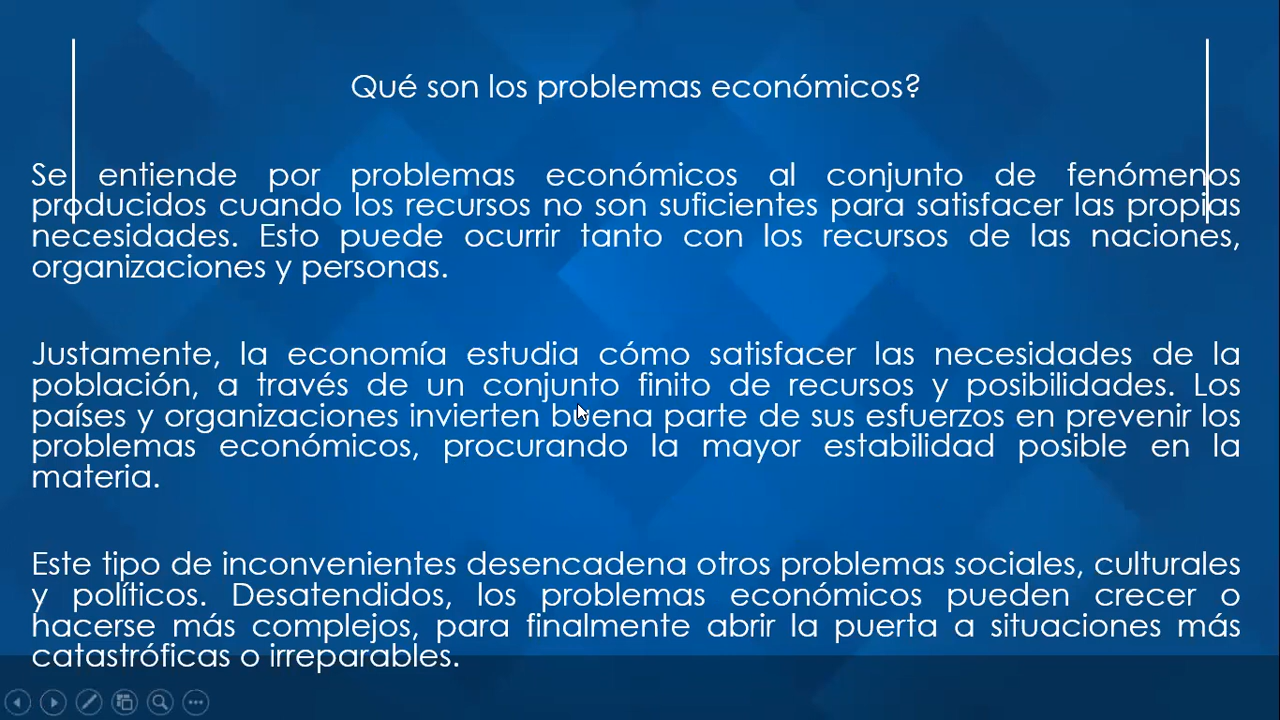 Qué son los problemas económicos?
Se entiende por problemas económicos al conjunto de fenómenos
producidos cuando los recursos no son suficientes para satisfacer las propias
necesidades. Esto puede ocurrir tanto con los recursos de las naciones,
organizaciones y personas.
Justamente, la economía estudia cómo satisfacer las necesidades de la
población, a través de un conjunto finito de recursos y posibilidades. Los
países y organizaciones invierten buena parte de sus esfuerzos en prevenir los
problemas económicos, procurando la mayor estabilidad posible en la
materia.
Este tipo de inconvenientes desencadena otros problemas sociales, culturales
y políticos. Desatendidos, los problemas económicos pueden crecer o
hacerse más complejos, para finalmente abrir la puerta a situaciones más
catastróficas o irreparables.